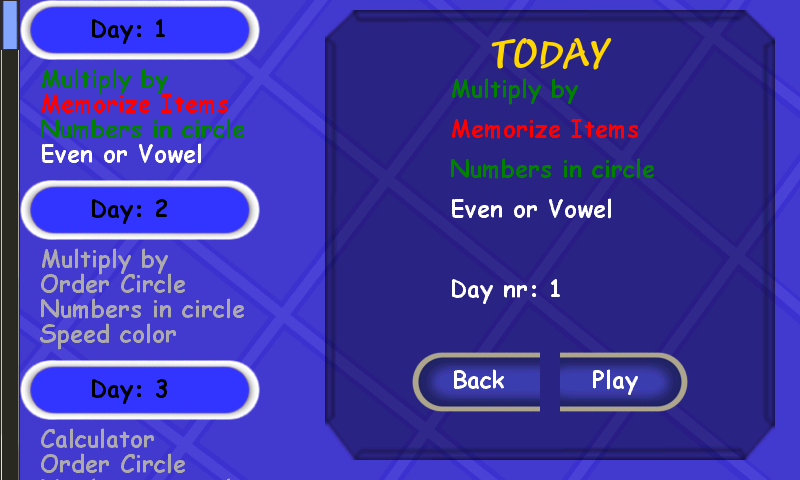 Day: 1
Multiply by
Memorize Items
Numbers in circle
Even or Vowel
Day: 2
Multiply by
Order Circle
Numbers in circle
Speed color
Day: 3
Calculator
Order Circle
TODAY
Multiply by
Memorize Items
Numbers in circle
Even or Vowel
Day nr: 1
Back
Play